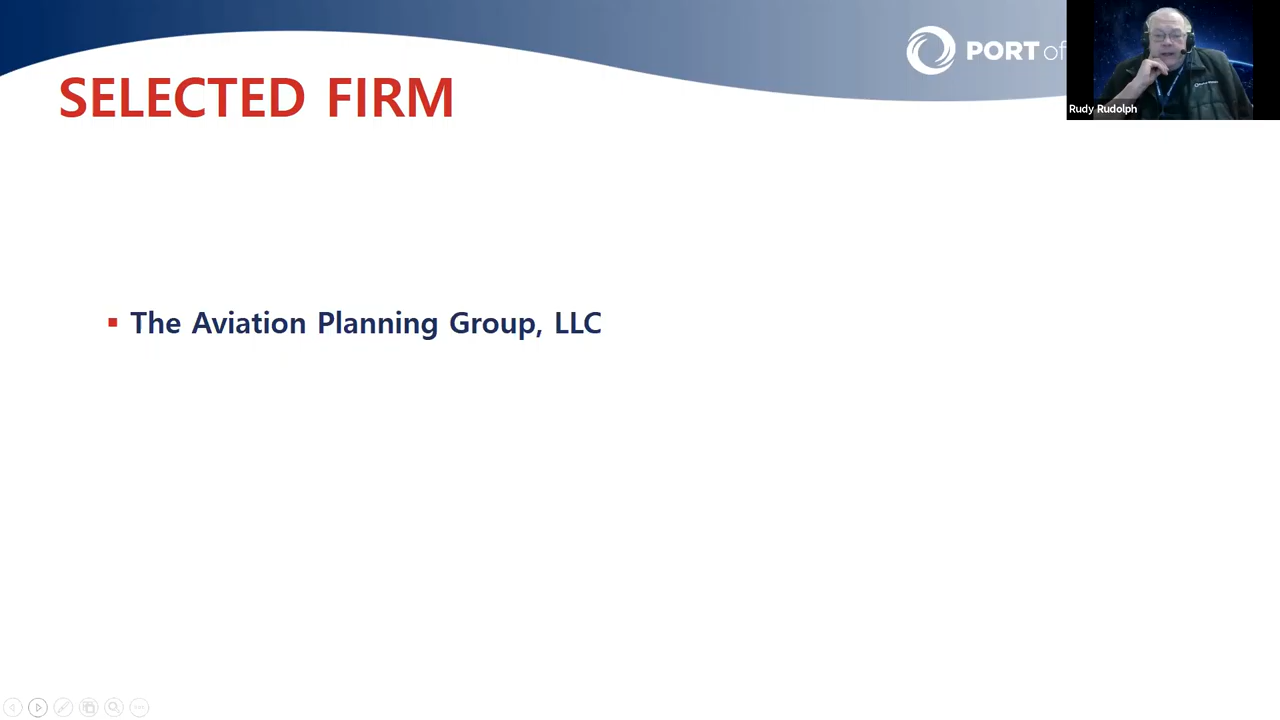 PORT of
SELECTED FIRM
Rudy Rudolph
The Aviation Planning Group, LLC